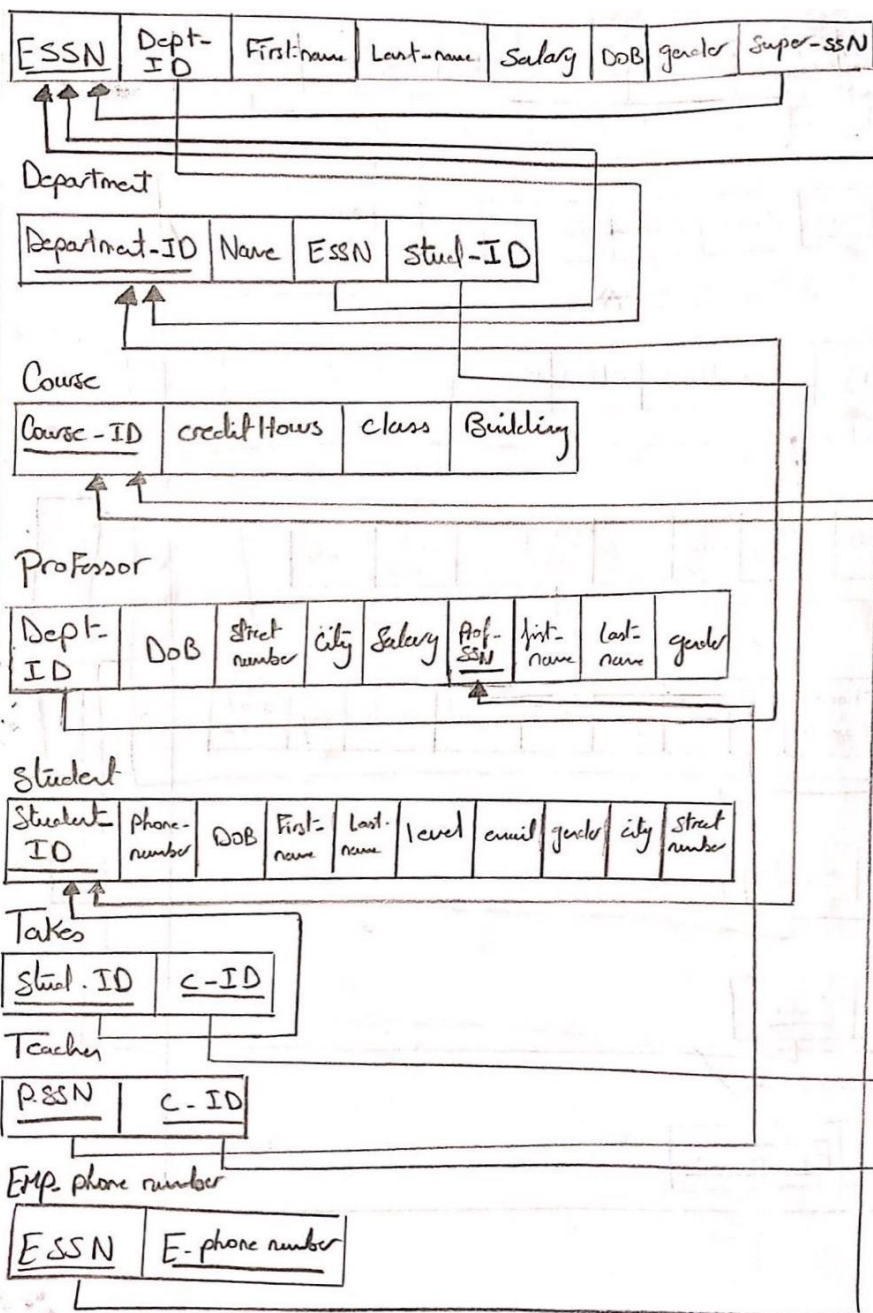 ESSN Dept-ID First-name Last-name Salary DOB gender Super-SSN
Department
Department-ID Name ESSN Stud-ID
Course
Course-ID credit Hours class Building
Professor
Dept-ID DoB street number city Salary Prof-SSN first-name Last-name gender
Student
Student-ID Phone-number DoB First-name Last-name level email gender city street number
Takes
Stud.ID C-ID
Teacher
P.SSN C-ID
EMP-phone number
ESSN E-phone number